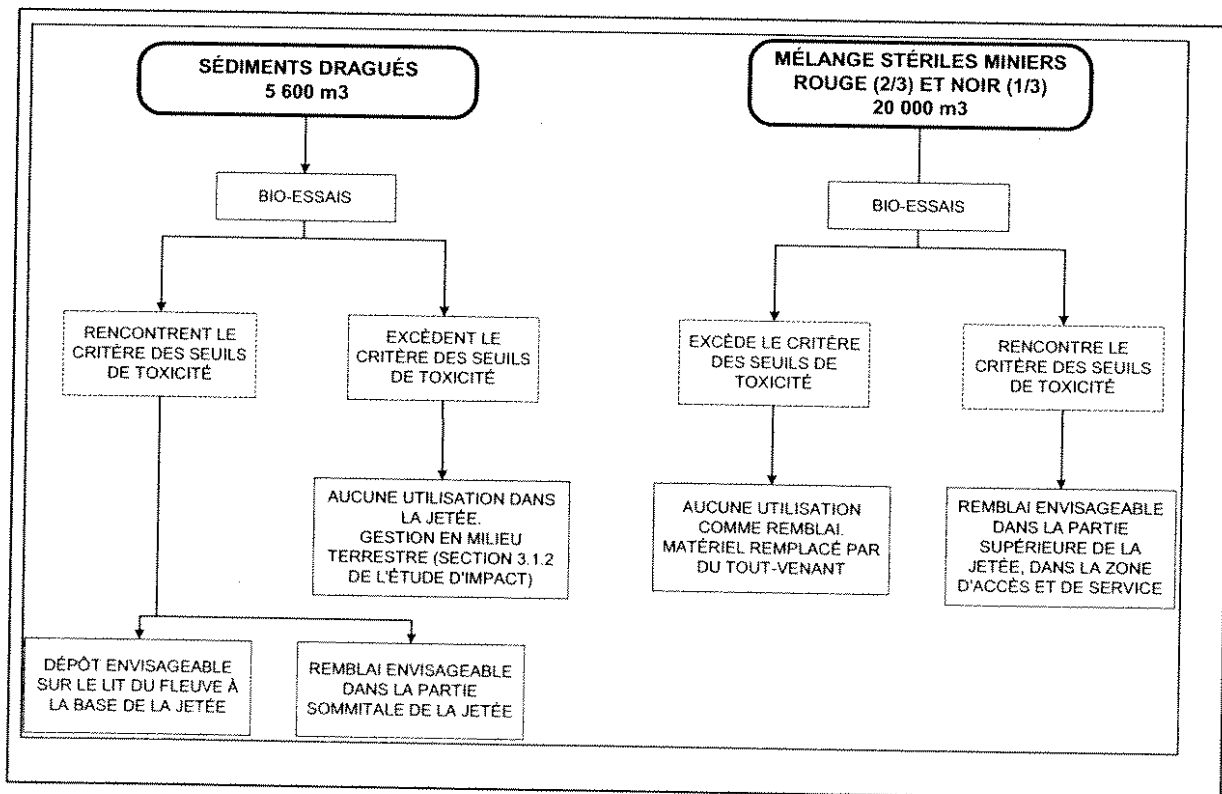 SÉDIMENTS DRAGUÉS
5 600 m3
BIO-ESSAIS
RENCONTRENT LE
CRITÈRE DES SEUILS
DE TOXICITÉ
EXCÈDENT LE
CRITÈRE DES SEUILS
DE TOXICITÉ
AUCUNE UTILISATION DANS
LA JETÉE.
GESTION EN MILIEU
TERRESTRE (SECTION 3.1.2
DE L'ÉTUDE D'IMPACT)
DÉPÔT ENVISAGEABLE
SUR LE LIT DU FLEUVE À
LA BASE DE LA JETÉE
REMBLAI ENVISAGEABLE
DANS LA PARTIE
SOMMITALE DE LA JETÉE
MÉLANGE STÉRILES MINIERS
ROUGE (2/3) ET NOIR (1/3)
20 000 m3
BIO-ESSAIS
EXCÈDE LE CRITÈRE
DES SEUILS DE
TOXICITÉ
RENCONTRE LE
CRITÈRE DES SEUILS
DE TOXICITÉ
AUCUNE UTILISATION
COMME REMBLAI.
MATÉRIEL REMPLACÉ PAR
DU TOUT-VENANT
REMBLAI ENVISAGEABLE
DANS LA PARTIE
SUPÉRIEURE DE LA
JETÉE, DANS LA ZONE
D'ACCÈS ET DE SERVICE